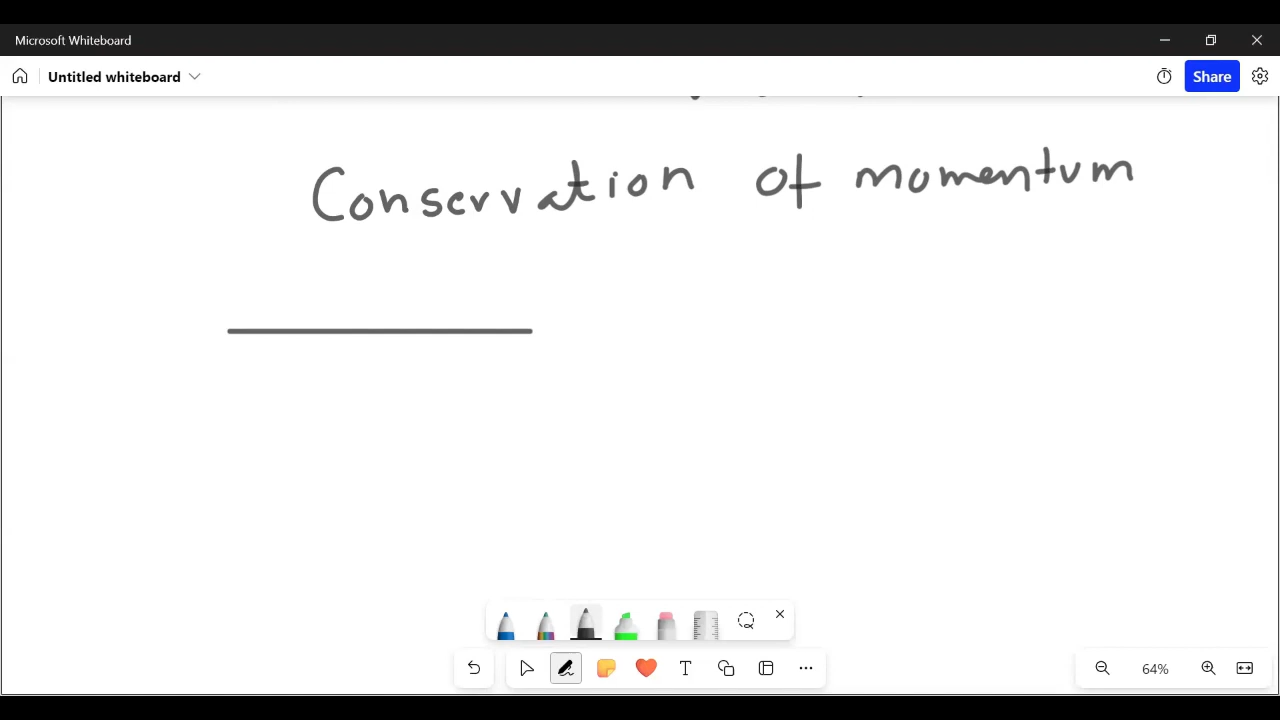 Microsoft Whiteboard
Untitled whiteboard
Share
Conservation of momentum
64%